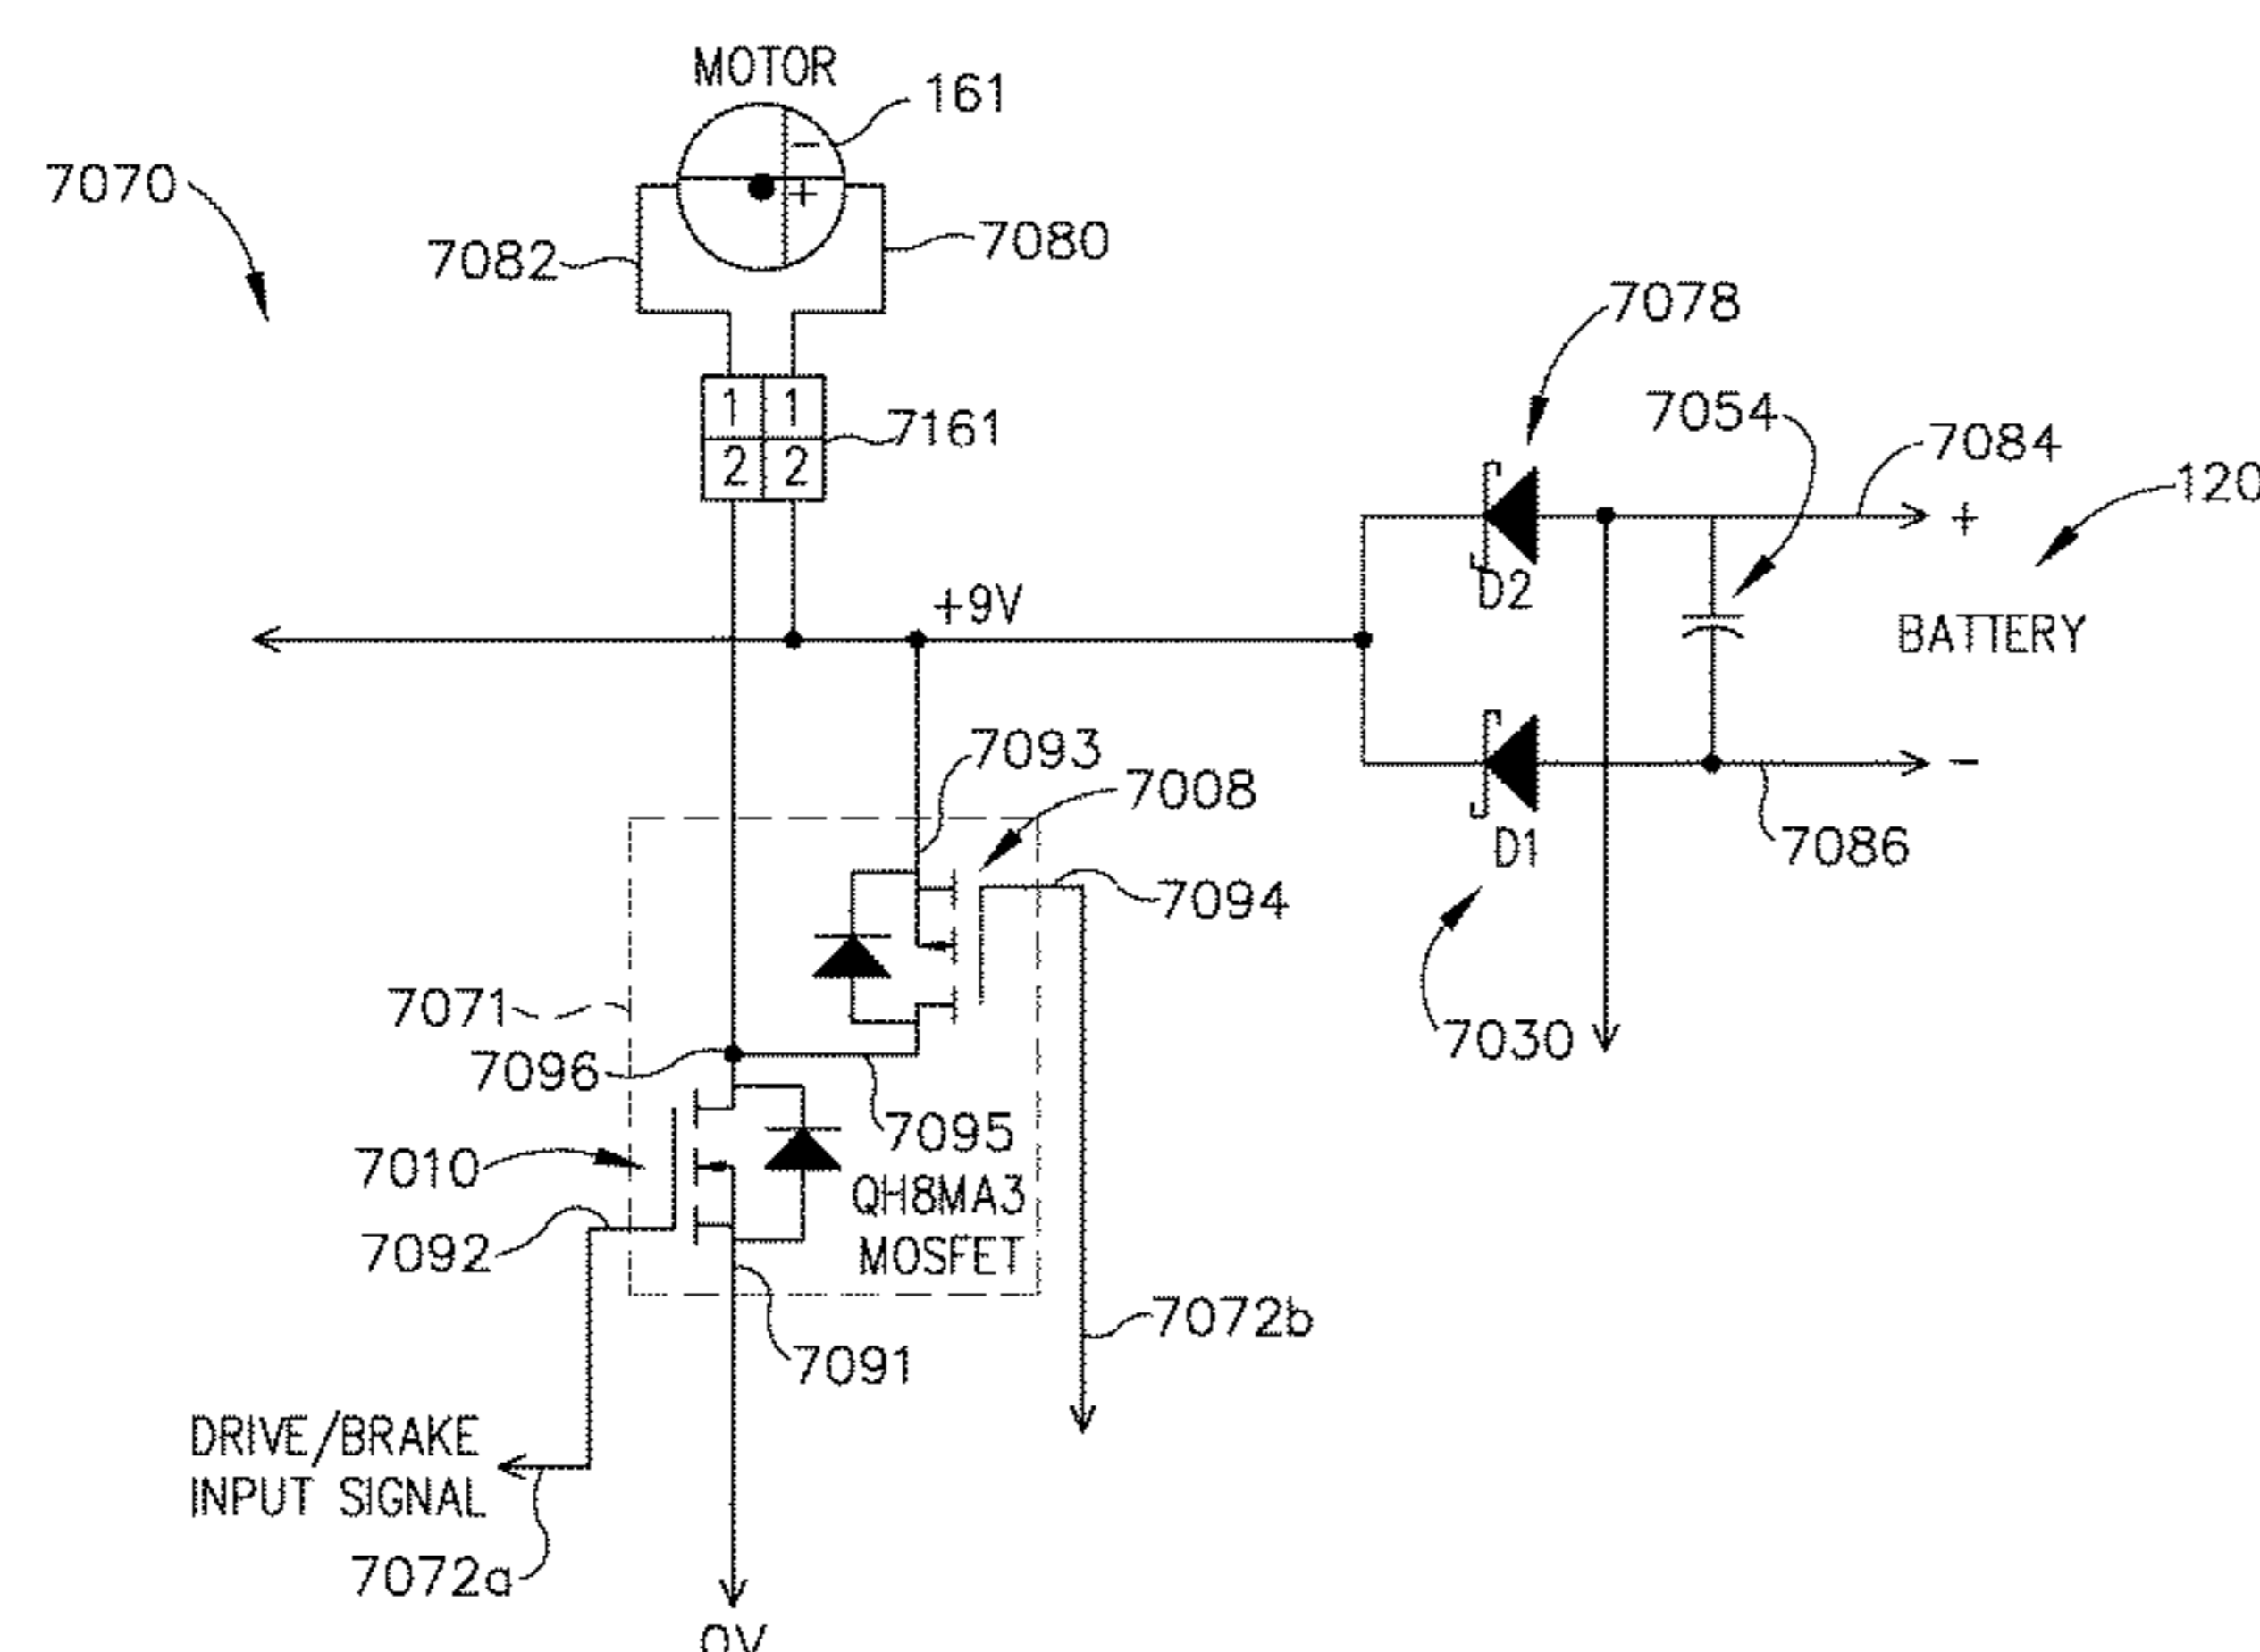 MOTOR
161
7070
7082
7080
7078
1 1
2 2
7161
7054
7084
120
+
-
+9V
D2
+
BATTERY
7093
7008
-
D1
7086
7094
7071
7030
7096
7095
7010
QH8MA3
MOSFET
7092
7072b
7091
DRIVE/BRAKE
INPUT SIGNAL
7072a
0V